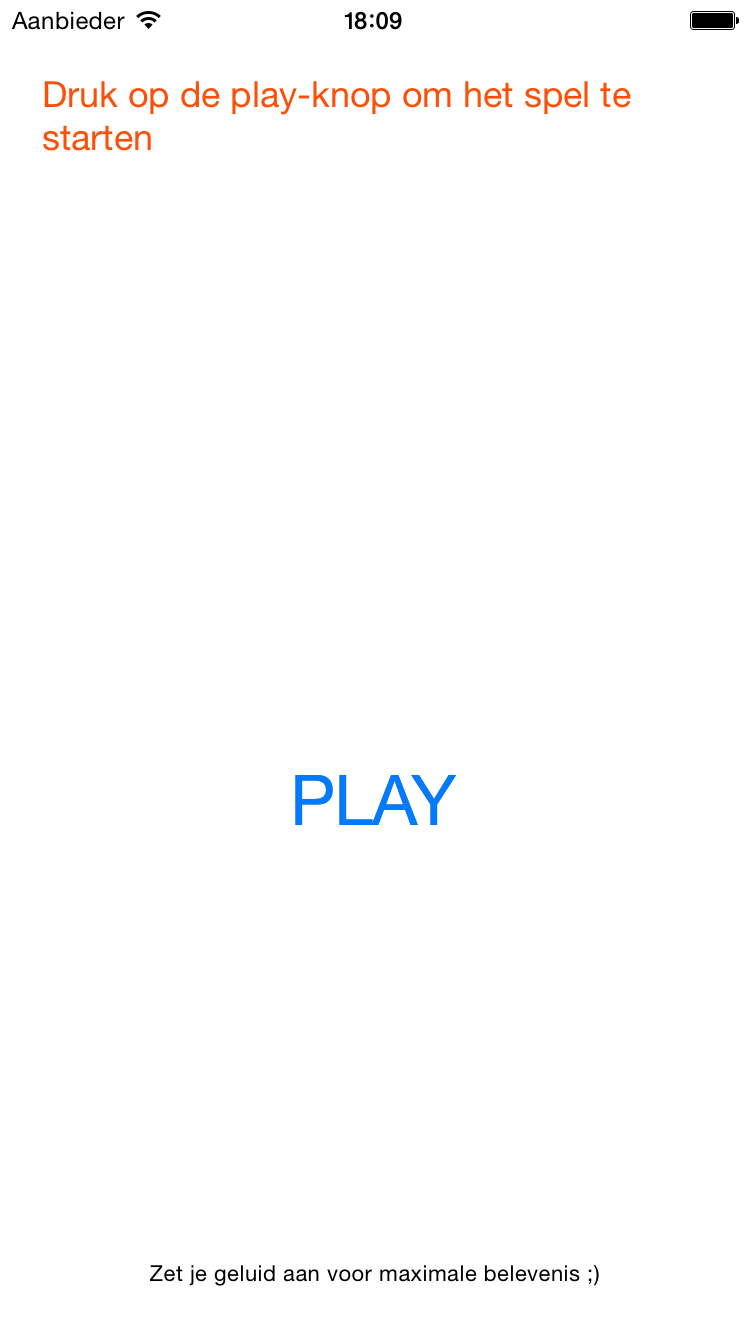 Aanbieder 18:09
Druk op de play-knop om het spel te
starten
PLAY
Zet je geluid aan voor maximale belevenis ;)